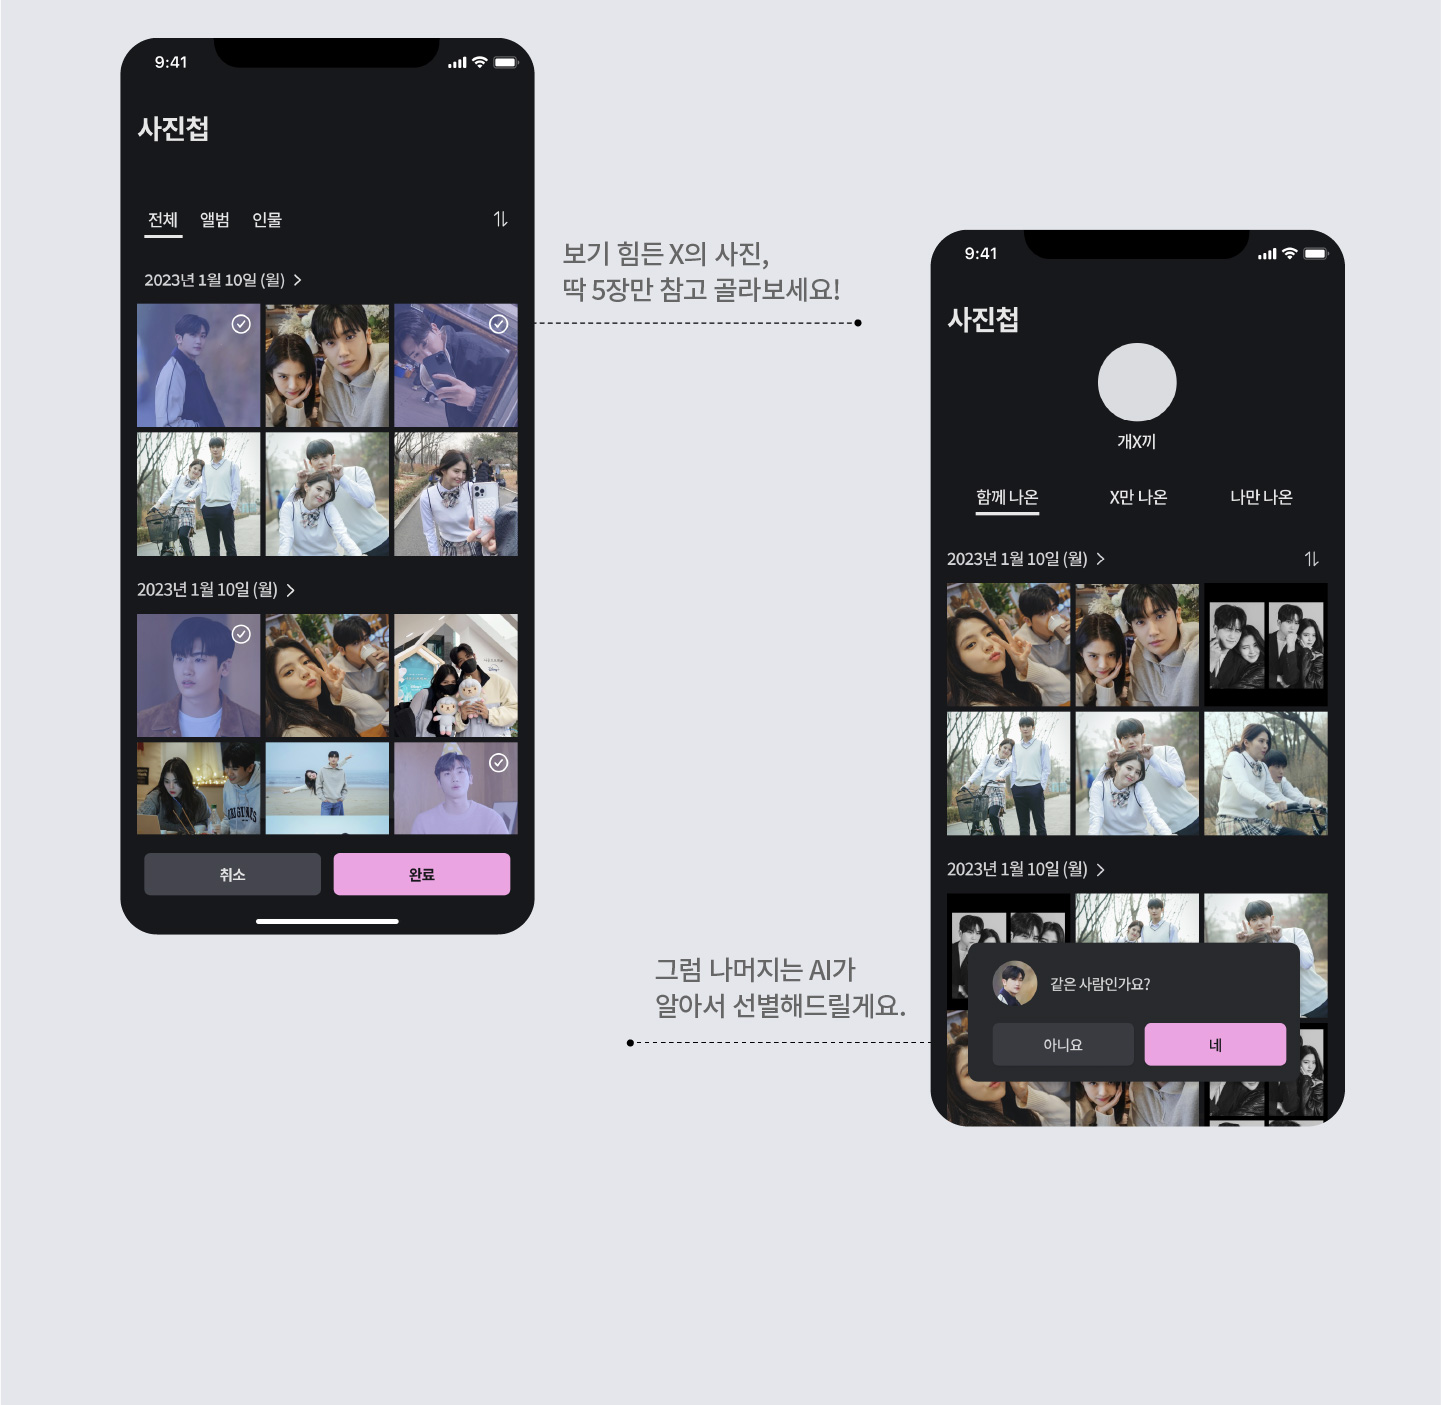 9:41
사진첩
전체 앨범 인물
2023년 1월 10일 (월)
2023년 1월 10일 (월)
취소
완료
보기 힘든 X의 사진,
딱 5장만 참고 골라보세요!
9:41
사진첩
개X끼
함께 나온 X만 나온 나만 나온
2023년 1월 10일 (월)
2023년 1월 10일 (월)
같은 사람인가요?
아니요
네
그럼 나머지는 AI가
알아서 선별해드릴게요.